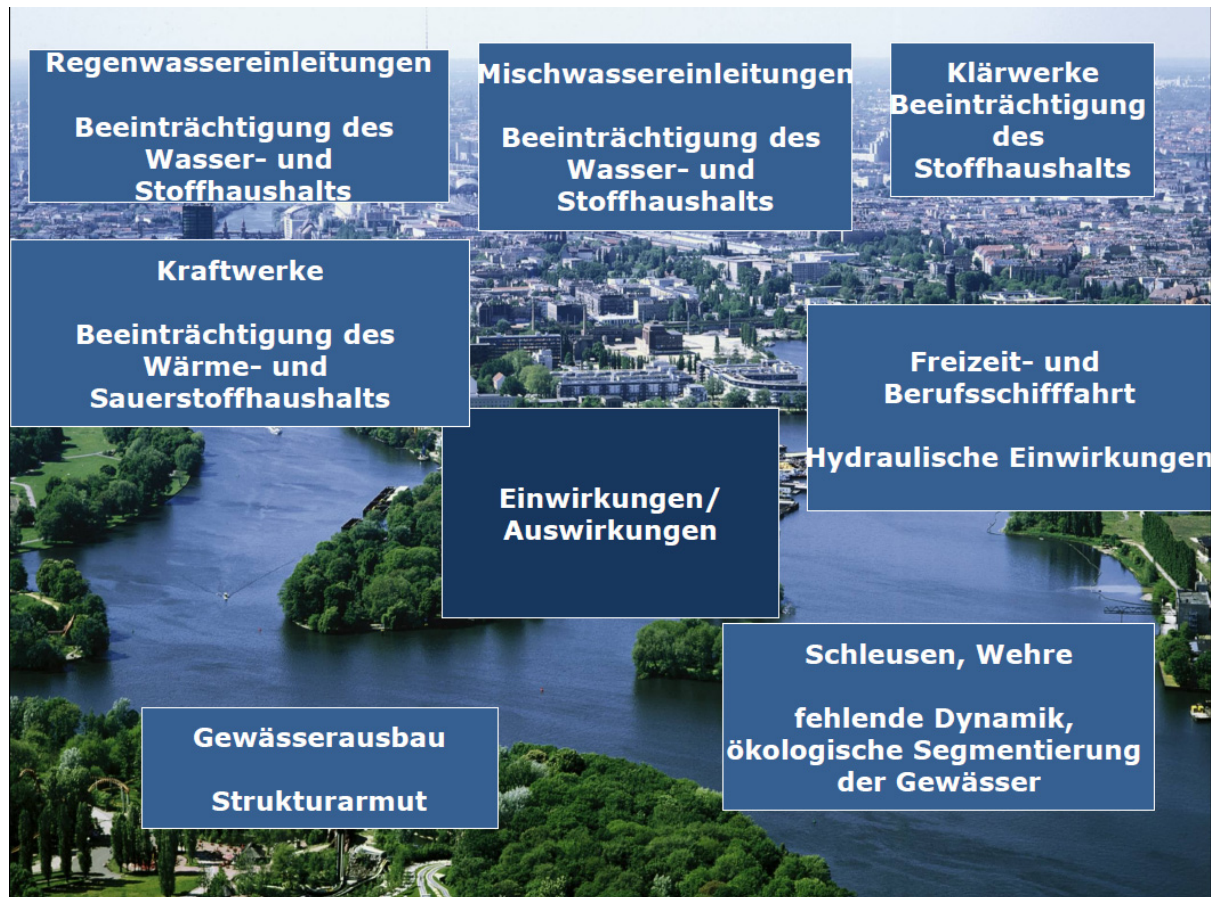 Regenwassereinleitungen
Beeinträchtigung des
Wasser- und
Stoffhaushalts
Mischwassereinleitungen
Beeinträchtigung des
Wasser- und
Stoffhaushalts
Klärwerke
Beeinträchtigung
des
Stoffhaushalts
Kraftwerke
Beeinträchtigung des
Wärme- und
Sauerstoffhaushalts
Freizeit- und
Berufsschifffahrt
Hydraulische Einwirkungen
Einwirkungen/
Auswirkungen
Schleusen, Wehre
fehlende Dynamik,
ökologische Segmentierung
der Gewässer
Gewässerausbau
Strukturarmut